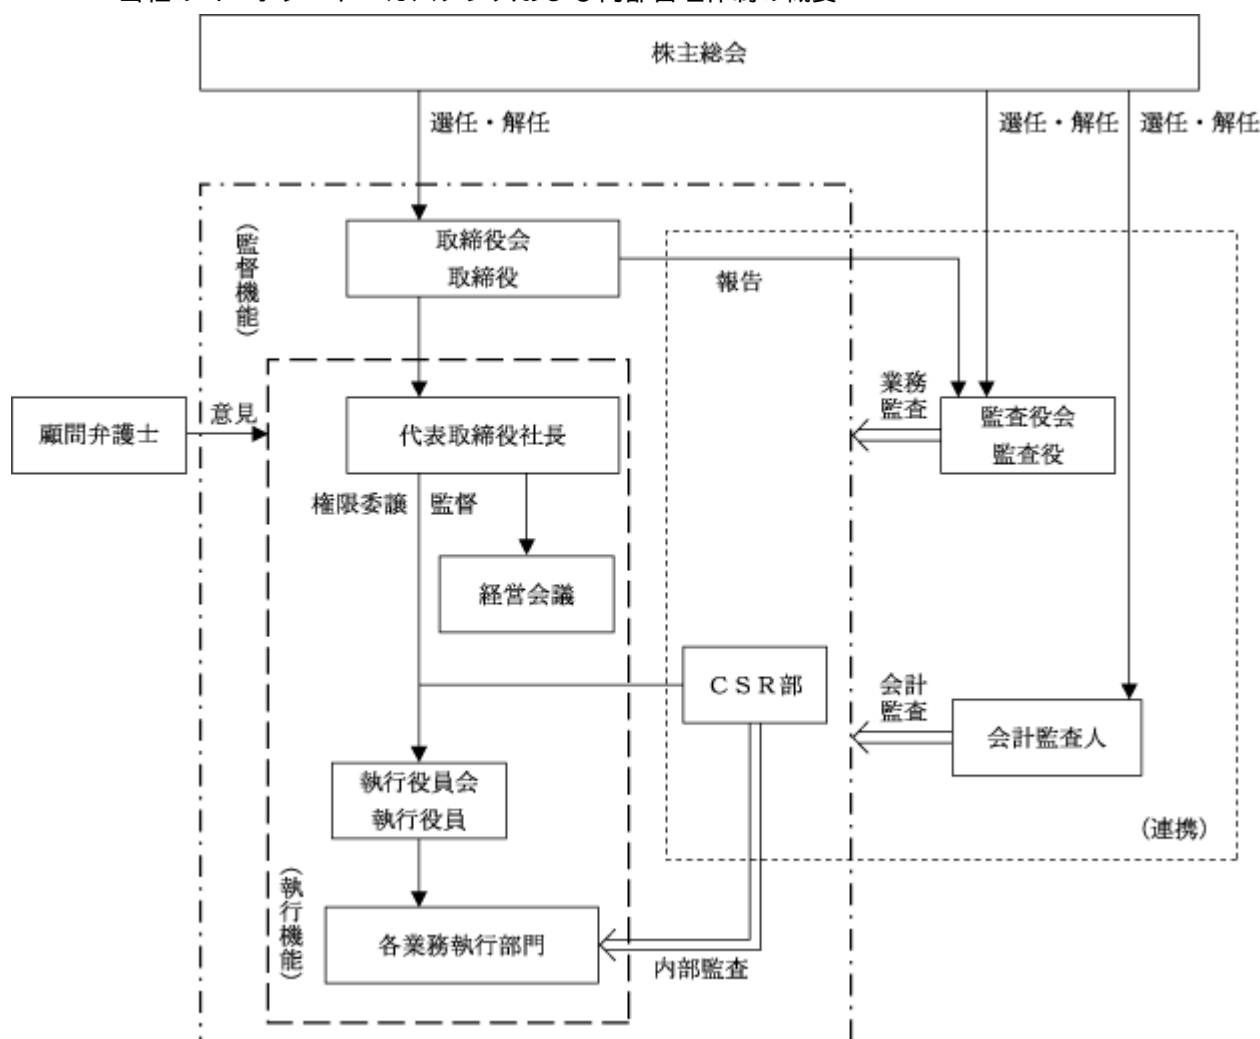 株主総会
選任・解任
選任・解任
選任・解任
(監督機能)
取締役会
取締役
報告
顧問弁護士
意見
代表取締役社長
業務
監査
監査役会
監査役
権限委譲
監督
経営会議
CSR部
会計
監査
会計監査人
執行役員会
執行役員
(連携)
(執行機能)
各業務執行部門
内部監査